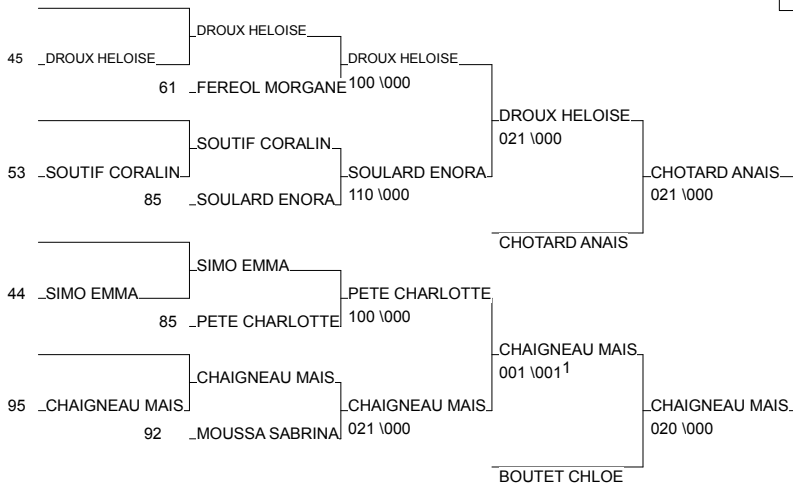 DROUX HELOISE
45 DROUX HELOISE DROUX HELOISE
61 FEREOL MORGANE 100 \000
DROUX HELOISE
021 \000
SOUTIF CORALIN
53 SOUTIF CORALIN SOULARD ENORA CHOTARD ANAIS
85 SOULARD ENORA 110 \000 021 \000
CHOTARD ANAIS
SIMO EMMA
44 SIMO EMMA PETE CHARLOTTE
85 PETE CHARLOTTE 100 \000
CHAIGNEAU MAIS
001 \001 1
CHAIGNEAU MAIS
95 CHAIGNEAU MAIS CHAIGNEAU MAIS CHAIGNEAU MAIS
92 MOUSSA SABRINA 021 \000 020 \000
BOUTET CHLOE